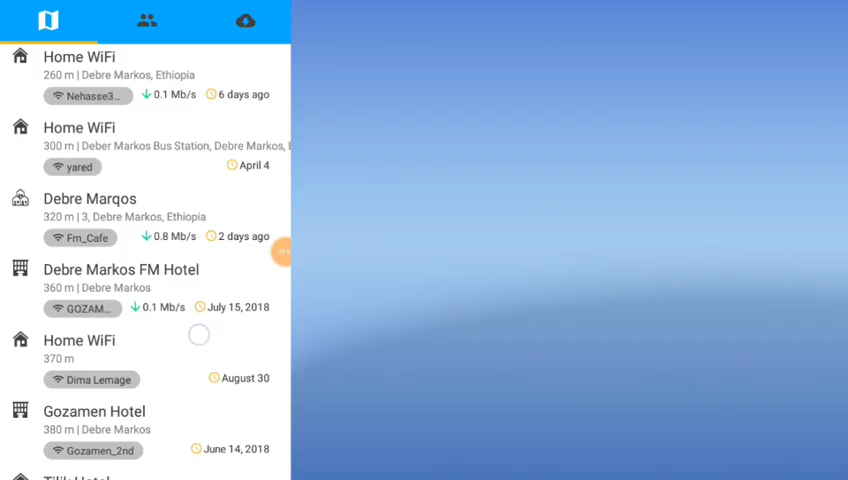 Home WiFi
260 m | Debre Markos, Ethiopia
Nehasse3... 0.1 Mb/s 6 days ago
Home WiFi
300 m | Deber Markos Bus Station, Debre Markos,
yared April 4
Debre Marqos
320 m | 3, Debre Markos, Ethiopia
Fm_Cafe 0.8 Mb/s 2 days ago
Debre Markos FM Hotel
360 m | Debre Markos
GOZAM... 0.1 Mb/s July 15, 2018
Home WiFi
370 m
Dima Lemage August 30
Gozamen Hotel
380 m | Debre Markos
Gozamen_2nd June 14, 2018